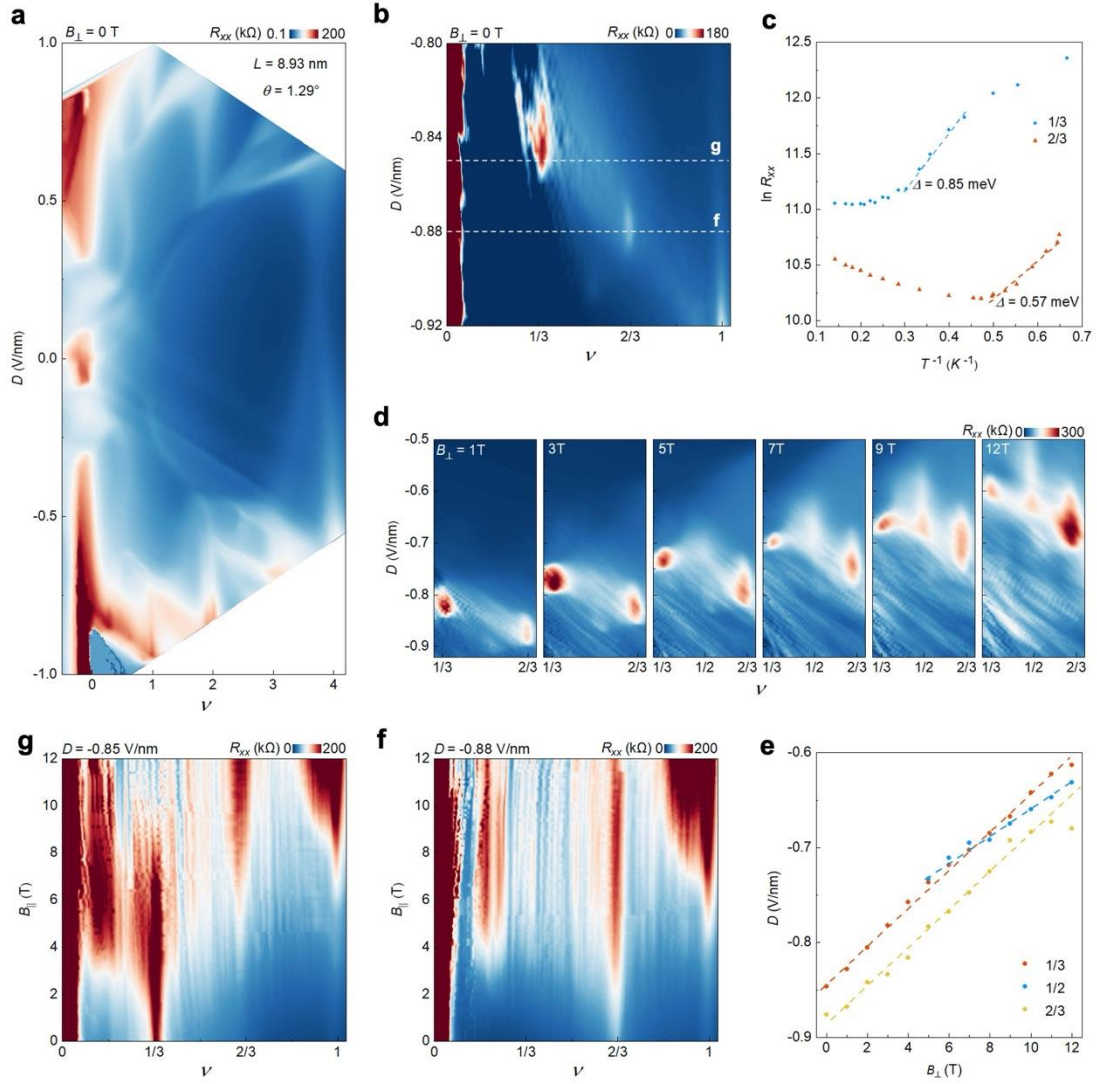 a
B⊥ = 0 T
Rxx (kΩ) 0.1 200
L = 8.93 nm
θ = 1.29°
1.0
0.5
0.0
-0.5
-1.0
D (V/nm)
0 1 2 3 4
ν
b
B⊥ = 0 T
Rxx (kΩ) 0 180
-0.80
-0.84
-0.88
-0.92
D (V/nm)
g
f
0 1/3 2/3 1
ν
c
12.5
12.0
11.5
11.0
10.5
10.0
ln Rxx
1/3
2/3
Δ = 0.85 meV
Δ = 0.57 meV
0.1 0.2 0.3 0.4 0.5 0.6 0.7
T⁻¹ (K⁻¹)
d
Rxx (kΩ) 0 300
-0.5
-0.6
-0.7
-0.8
-0.9
D (V/nm)
B⊥ = 1T
3T
5T
7T
9 T
12T
1/3 2/3
1/3 2/3
1/3 1/2 2/3
1/3 1/2 2/3
1/3 1/2 2/3
1/3 1/2 2/3
ν
g
D = -0.85 V/nm
Rxx (kΩ) 0 200
12
10
8
6
4
2
0
B|| (T)
0 1/3 2/3 1
ν
f
D = -0.88 V/nm
Rxx (kΩ) 0 200
12
10
8
6
4
2
0
B|| (T)
0 1/3 2/3 1
ν
e
-0.6
-0.7
-0.8
-0.9
D (V/nm)
1/3
1/2
2/3
0 2 4 6 8 10 12
B⊥ (T)